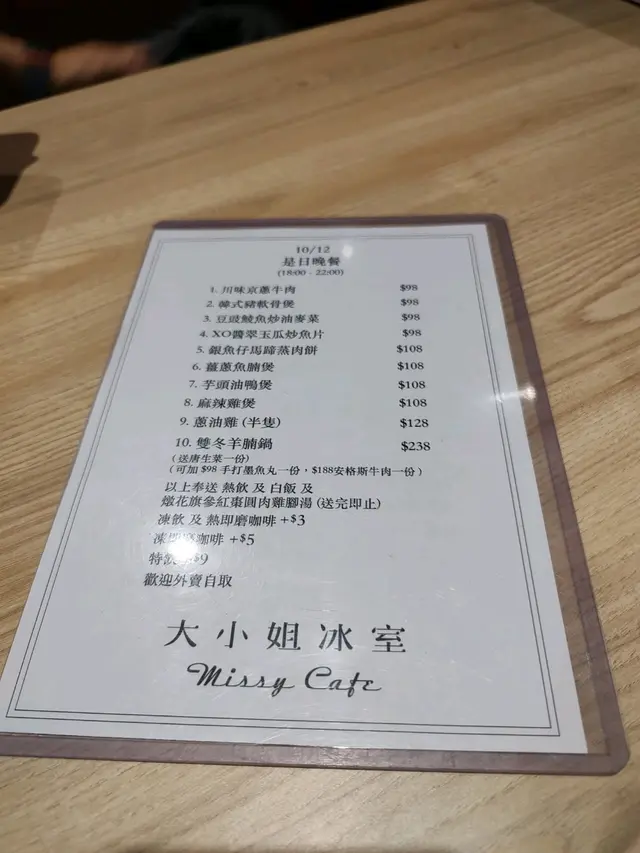 10/12
是日晚餐
(18:00 - 22:00)
1. 川味京蔥牛肉 $98
2. 韓式豬軟骨煲 $98
3. 豆豉鯪魚炒油麥菜 $98
4. XO醬翠玉瓜炒魚片 $98
5. 銀魚仔馬蹄蒸肉餅 $108
6. 薑蔥魚腩煲 $108
7. 芋頭油鴨煲 $108
8. 麻辣雞煲 $108
9. 蔥油雞 (半隻) $128
10. 雙冬羊腩鍋 $238
(送唐生菜一份)
(可加 $98 手打墨魚丸一份，$188安格斯牛肉一份)
以上奉送 熱飲 及 白飯 及
燉花旗參紅棗圓肉雞腳湯 (送完即止)
凍飲 及 熱即磨咖啡 +$3
凍即 咖啡 +$5
特 $9
歡迎外賣自取
大小姐冰室
Missy Cafe